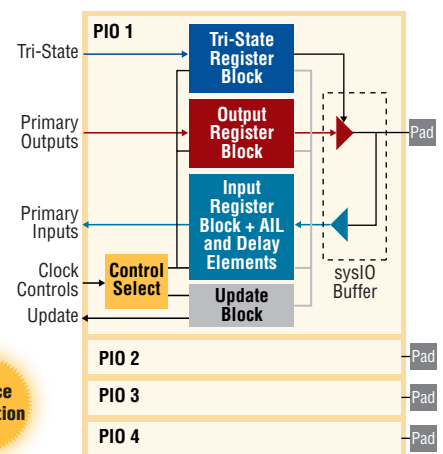 PIO 1
Tri-State
Tri-State
Register
Block
Primary
Outputs
Output
Register
Block
Pad
Primary
Inputs
Input
Register
Block + AIL
and Delay
Elements
sysIO
Buffer
Clock
Controls
Control
Select
Update
Update
Block
PIO 2
Pad
PIO 3
Pad
PIO 4
Pad